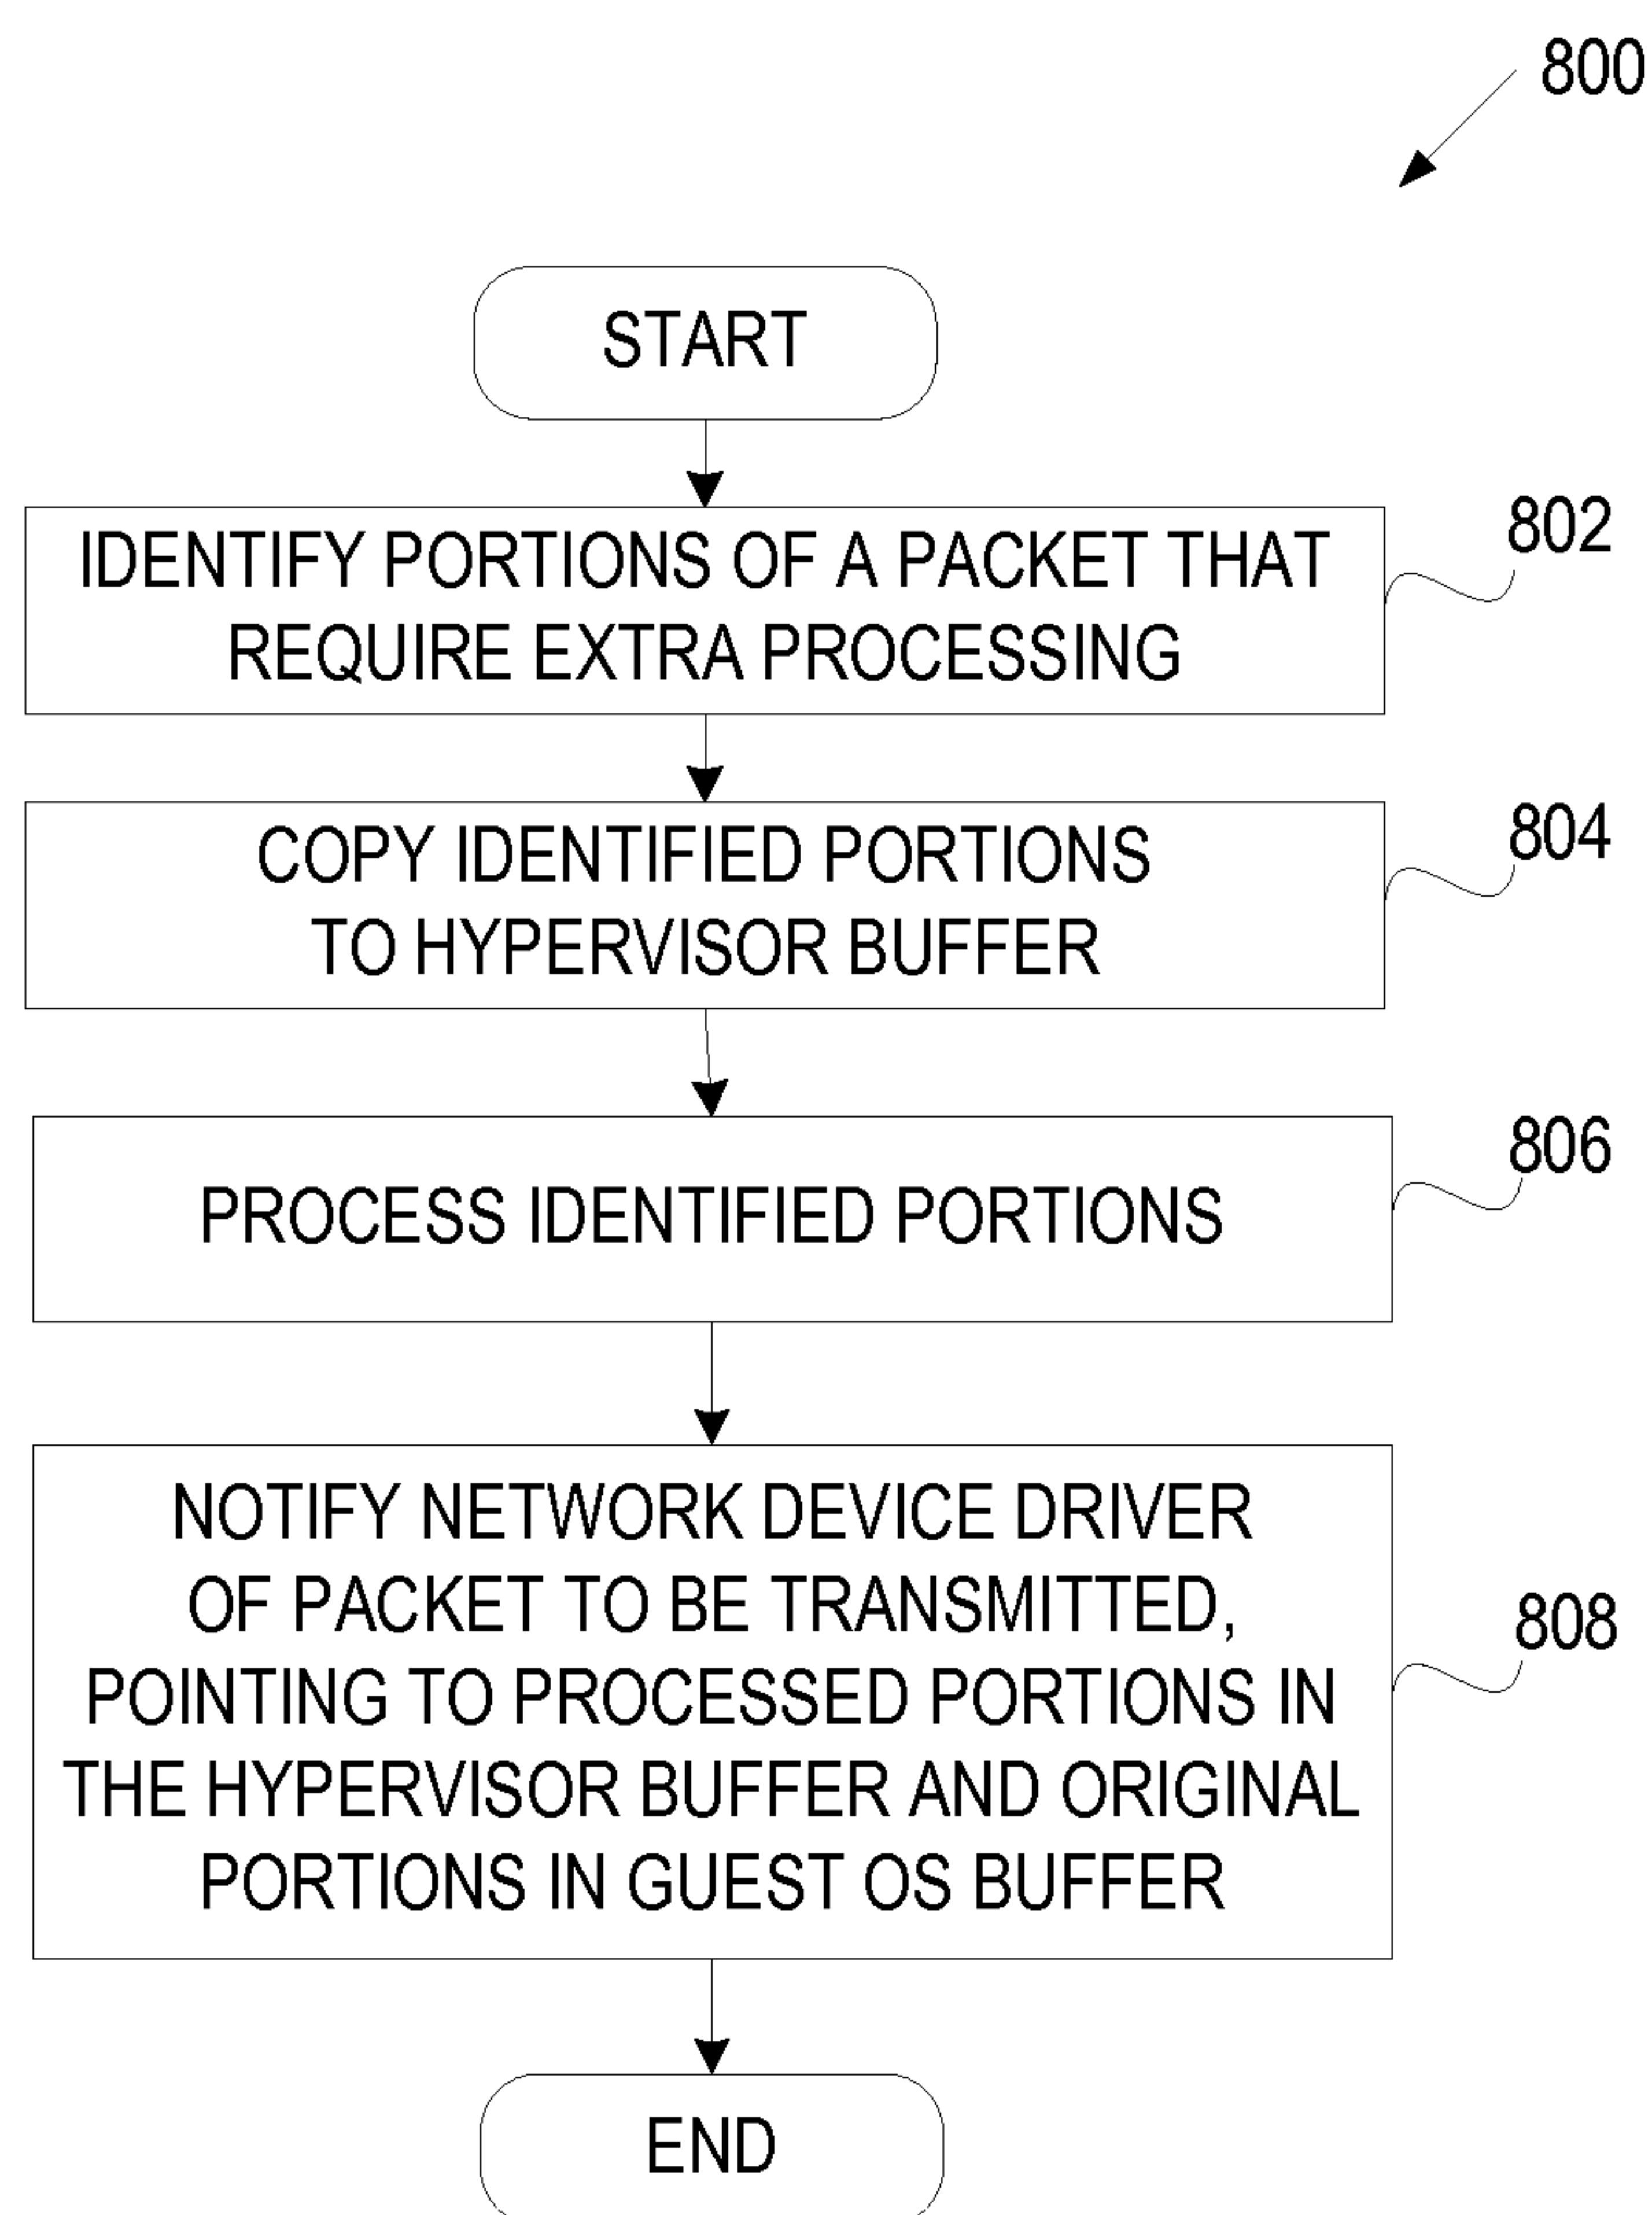 800
START
IDENTIFY PORTIONS OF A PACKET THAT
REQUIRE EXTRA PROCESSING
802
COPY IDENTIFIED PORTIONS
TO HYPERVISOR BUFFER
804
PROCESS IDENTIFIED PORTIONS
806
NOTIFY NETWORK DEVICE DRIVER
OF PACKET TO BE TRANSMITTED,
POINTING TO PROCESSED PORTIONS IN
THE HYPERVISOR BUFFER AND ORIGINAL
PORTIONS IN GUEST OS BUFFER
808
END